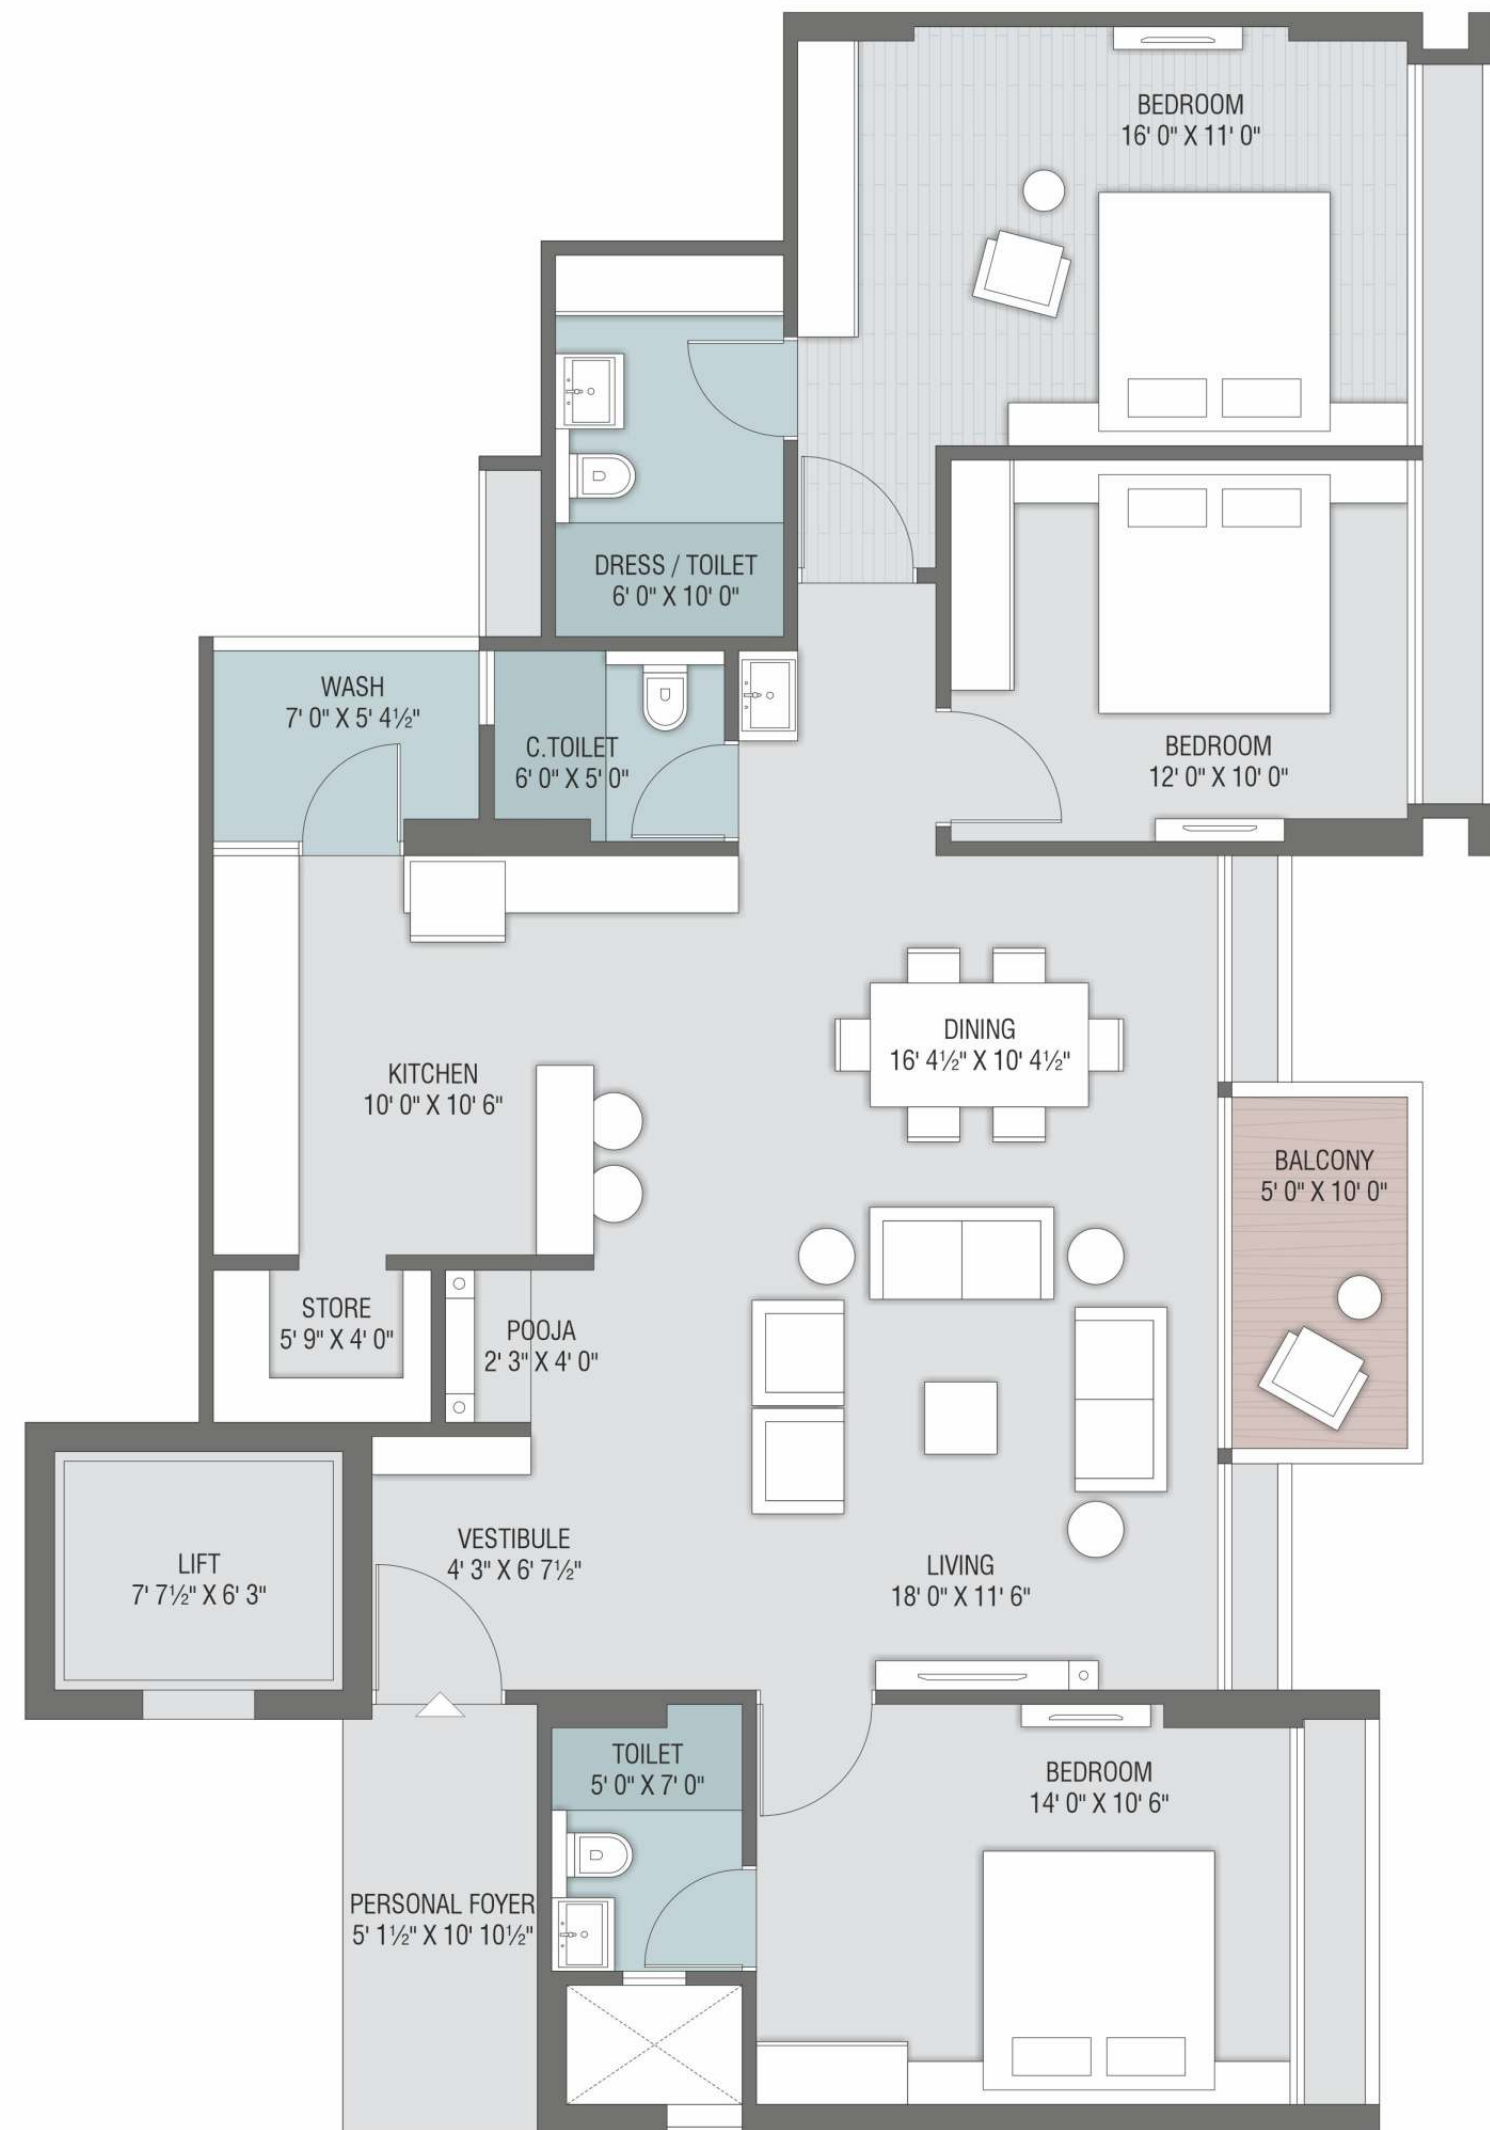 BEDROOM
16' 0" X 11' 0"
DRESS / TOILET
6' 0" X 10' 0"
WASH
7' 0" X 5' 4½"
C.TOILET
6' 0" X 5' 0"
BEDROOM
12' 0" X 10' 0"
DINING
16' 4½" X 10' 4½"
KITCHEN
10' 0" X 10' 6"
BALCONY
5' 0" X 10' 0"
STORE
5' 9" X 4' 0"
POOJA
2' 3" X 4' 0"
VESTIBULE
4' 3" X 6' 7½"
LIFT
7' 7½" X 6' 3"
LIVING
18' 0" X 11' 6"
TOILET
5' 0" X 7' 0"
BEDROOM
14' 0" X 10' 6"
PERSONAL FOYER
5' 1½" X 10' 10½"